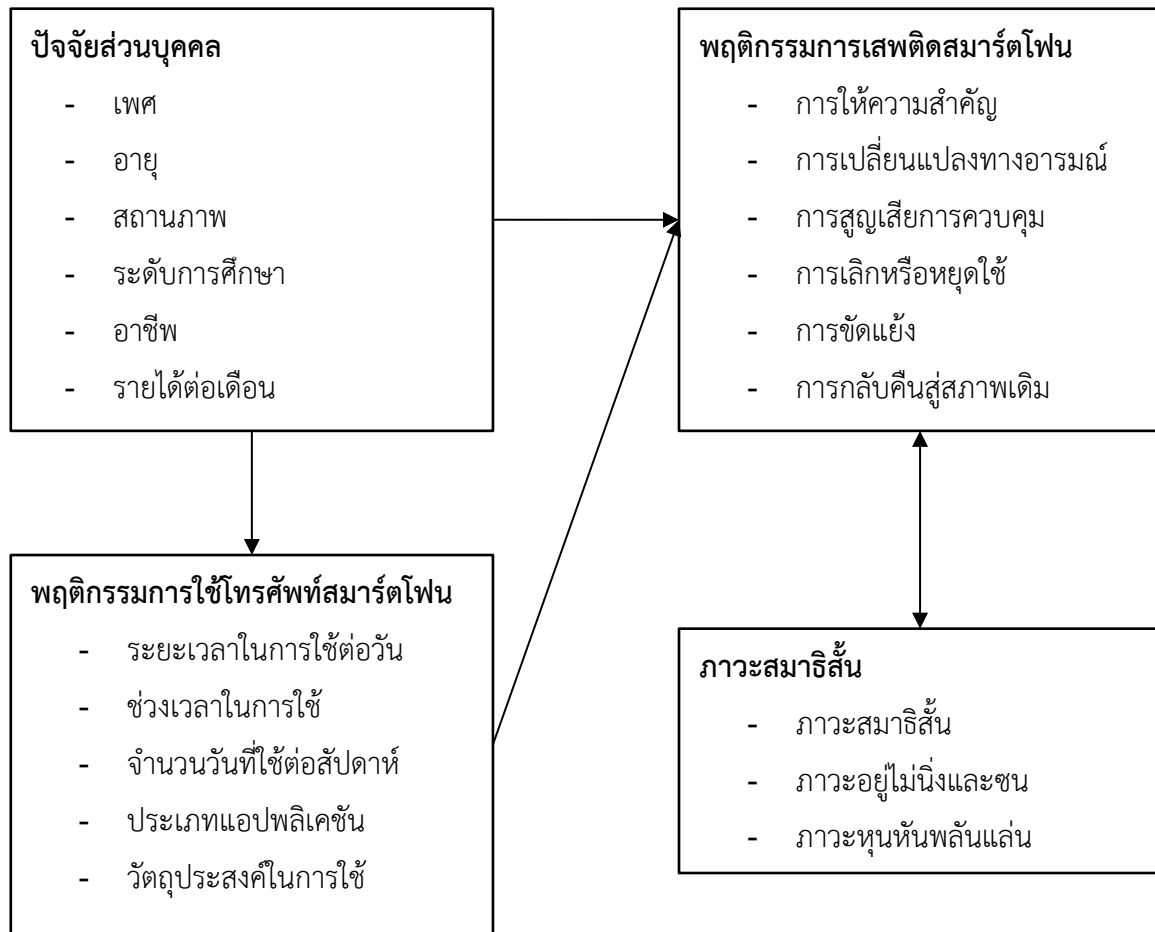 ปัจจัยส่วนบุคคล
- เพศ
- อายุ
- สถานภาพ
- ระดับการศึกษา
- อาชีพ
- รายได้ต่อเดือน
พฤติกรรมการเสพติดสมาร์ตโฟน
- การให้ความสำคัญ
- การเปลี่ยนแปลงทางอารมณ์
- การสูญเสียการควบคุม
- การเลิกหรือหยุดใช้
- การขัดแย้ง
- การกลับคืนสู่สภาพเดิม
พฤติกรรมการใช้โทรศัพท์สมาร์ตโฟน
- ระยะเวลาในการใช้ต่อวัน
- ช่วงเวลาในการใช้
- จำนวนวันที่ใช้ต่อสัปดาห์
- ประเภทแอปพลิเคชัน
- วัตถุประสงค์ในการใช้
ภาวะสมาธิสั้น
- ภาวะสมาธิสั้น
- ภาวะอยู่ไม่นิ่งและซน
- ภาวะหุนหันพลันแล่น